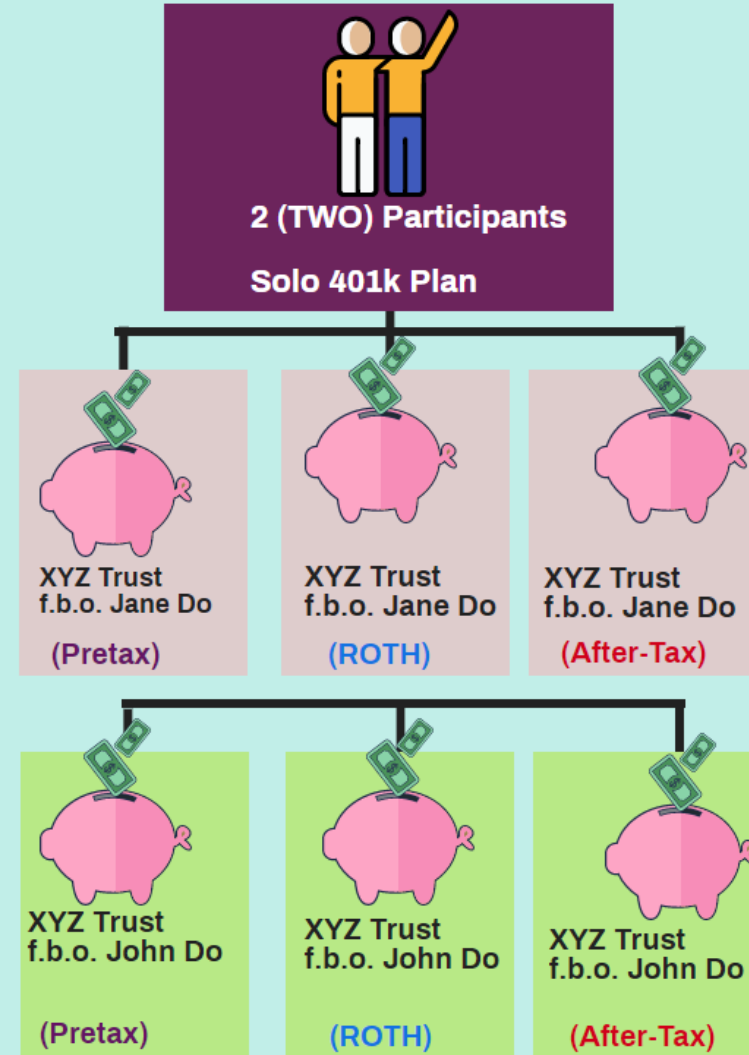 2 (TWO) Participants
Solo 401k Plan
XYZ Trust
f.b.o. Jane Do
(Pretax)
XYZ Trust
f.b.o. Jane Do
(ROTH)
XYZ Trust
f.b.o. Jane Do
(After-Tax)
XYZ Trust
f.b.o. John Do
(Pretax)
XYZ Trust
f.b.o. John Do
(ROTH)
XYZ Trust
f.b.o. John Do
(After-Tax)